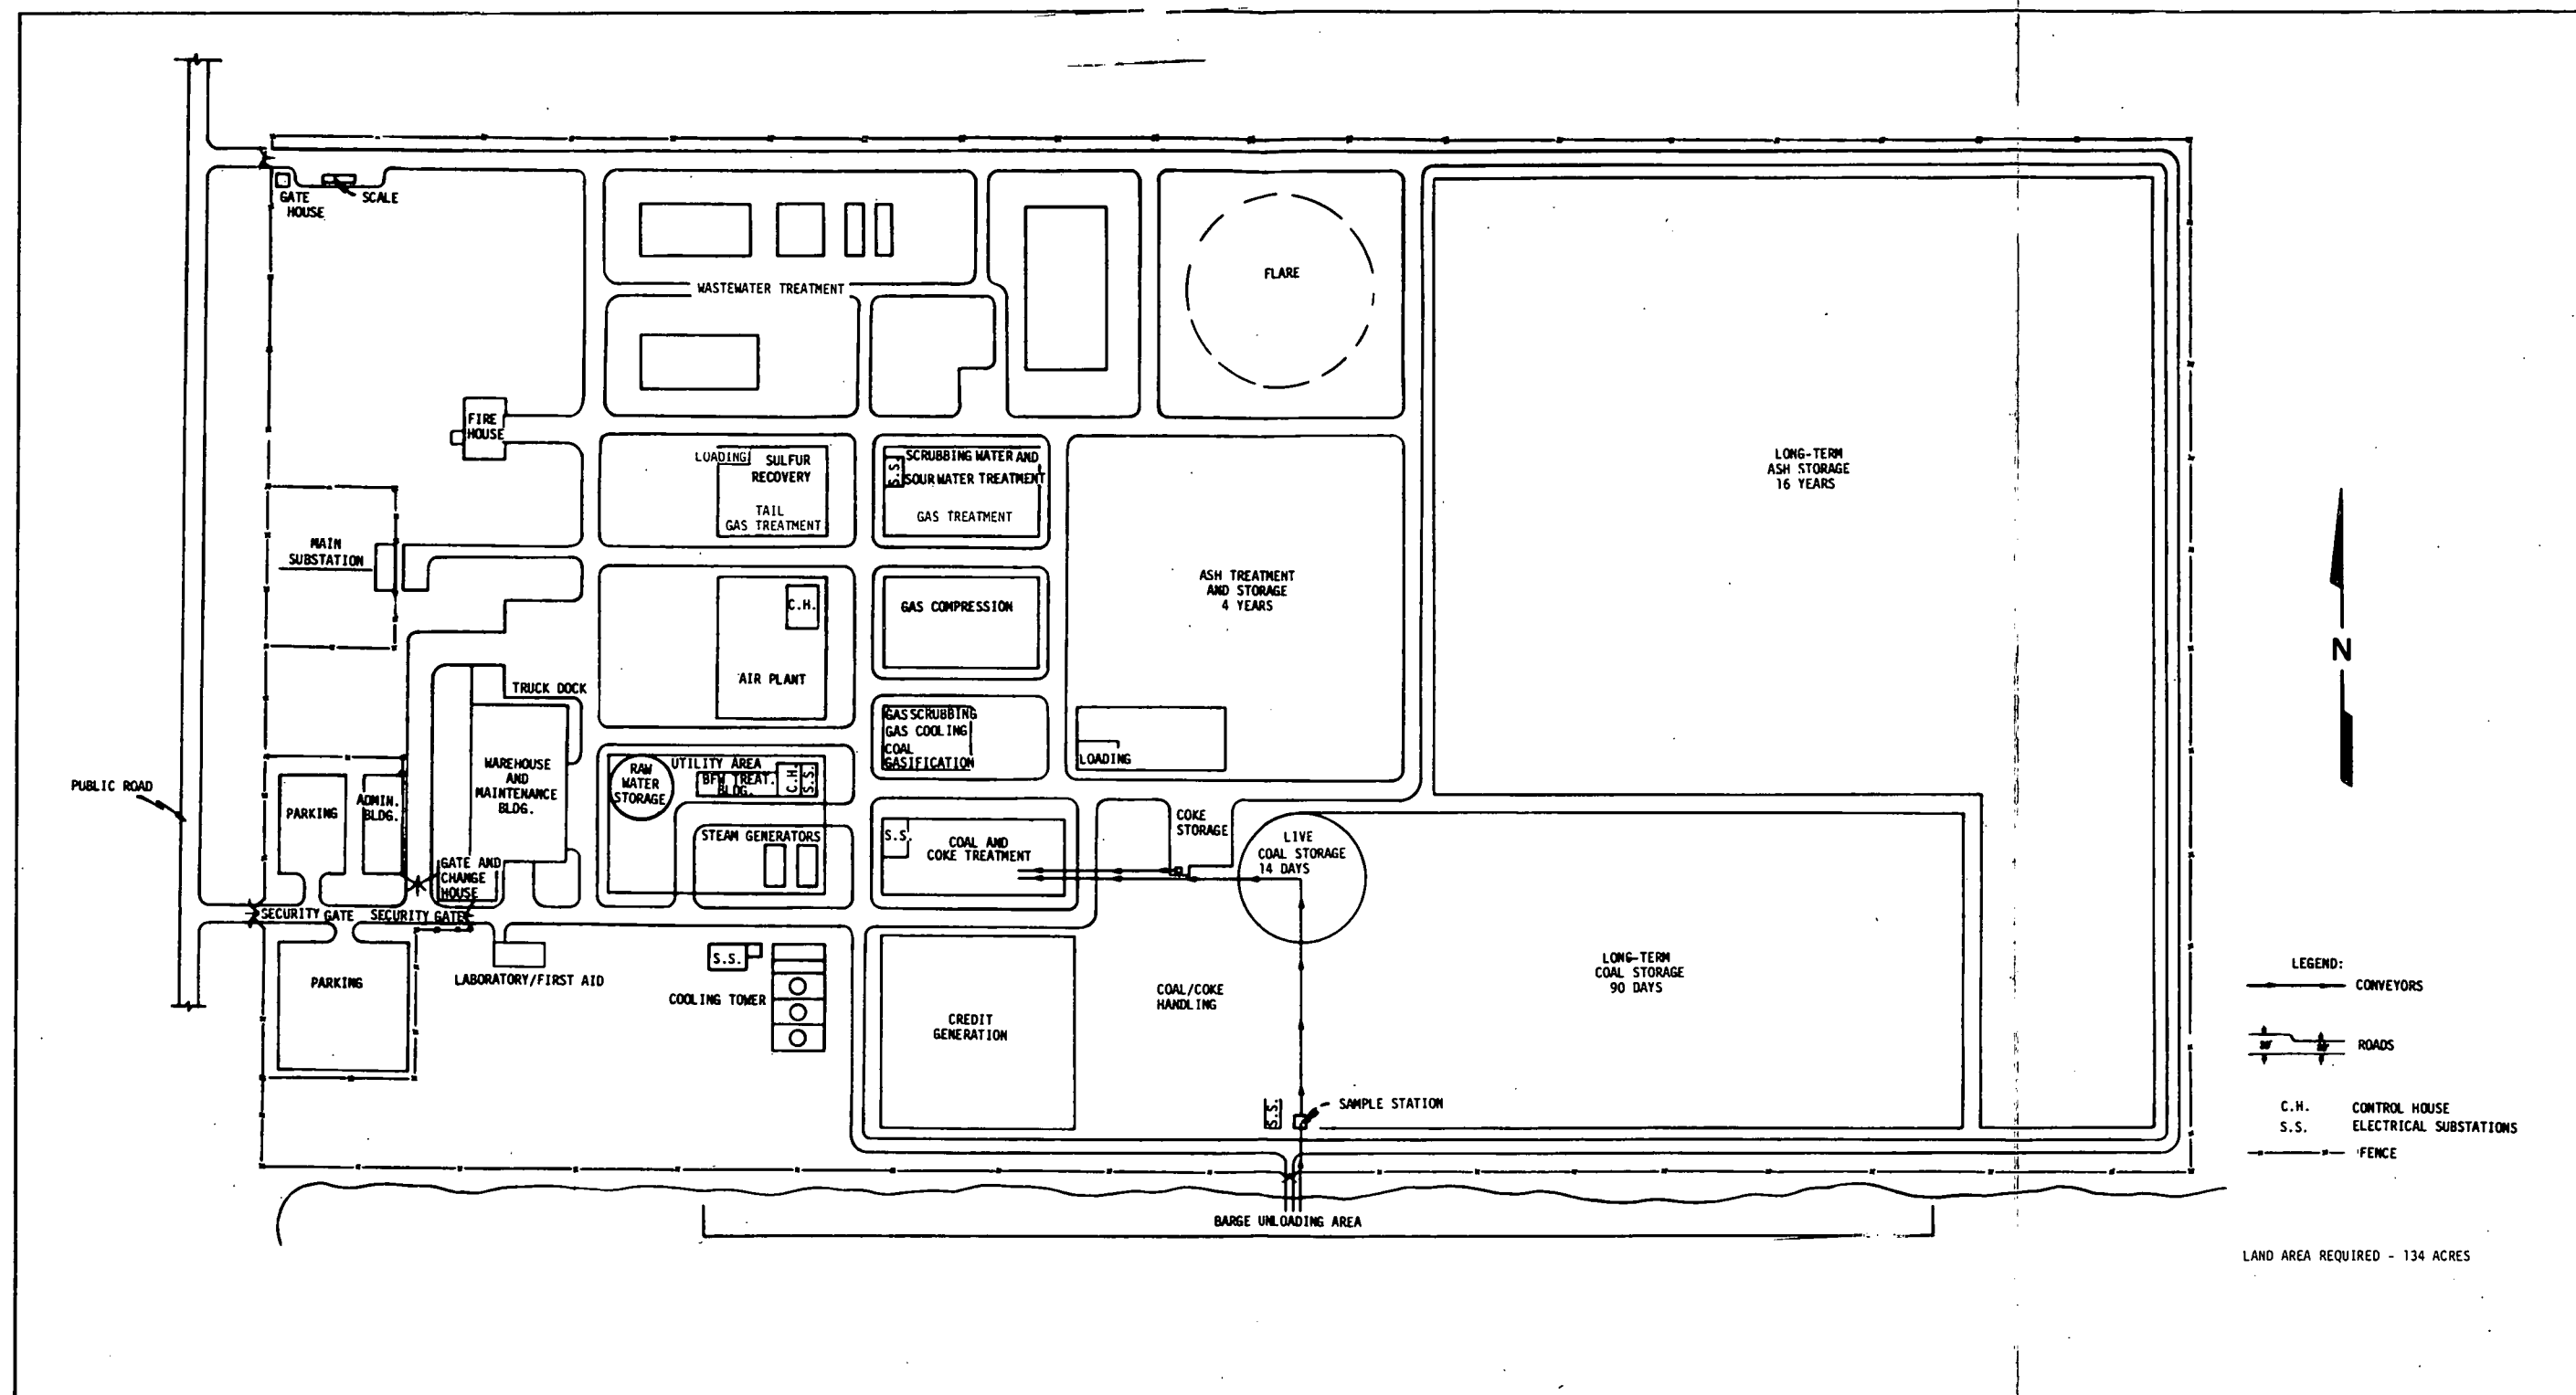 GATE
HOUSE
SCALE
WASTEWATER TREATMENT
FLARE
FIRE
HOUSE
LOADING
SULFUR
RECOVERY
TAIL
GAS TREATMENT
S.S.
SCRUBBING WATER AND
SOUR WATER TREATMENT
GAS TREATMENT
LONG-TERM
ASH STORAGE
16 YEARS
MAIN
SUBSTATION
C.H.
AIR PLANT
GAS COMPRESSION
ASH TREATMENT
AND STORAGE
4 YEARS
N
TRUCK DOCK
WAREHOUSE
AND
MAINTENANCE
BLDG.
PUBLIC ROAD
PARKING
ADMIN.
BLDG.
GATE AND
CHANGE
HOUSE
RAW
WATER
STORAGE
UTILITY AREA
BFW TREAT.
BLDG.
C.H.
S.S.
STEAM GENERATORS
GAS SCRUBBING
GAS COOLING
COAL
GASIFICATION
LOADING
S.S.
COAL AND
COKE TREATMENT
COKE
STORAGE
LIVE
COAL STORAGE
14 DAYS
SECURITY GATE
SECURITY GATE
PARKING
LABORATORY/FIRST AID
S.S.
COOLING TOWER
CREDIT
GENERATION
COAL/COKE
HANDLING
LONG-TERM
COAL STORAGE
90 DAYS
S.S.
SAMPLE STATION
BARGE UNLOADING AREA
LEGEND:
CONVEYORS
ROADS
C.H. CONTROL HOUSE
S.S. ELECTRICAL SUBSTATIONS
FENCE
LAND AREA REQUIRED - 134 ACRES